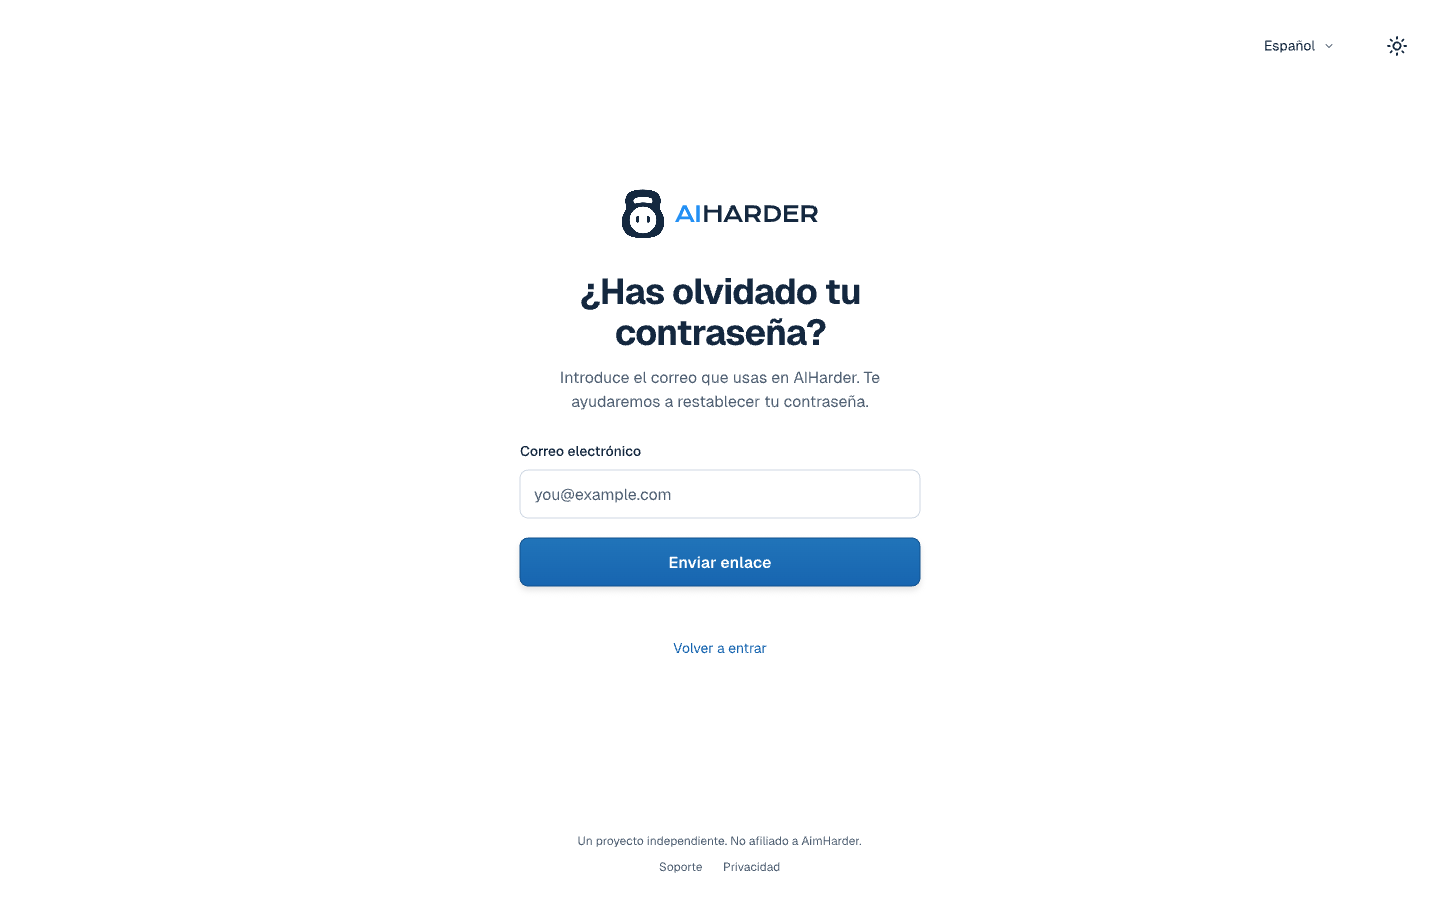 Español
AIHARDER
¿Has olvidado tu
contraseña?
Introduce el correo que usas en AIHarder. Te
ayudaremos a restablecer tu contraseña.
Correo electrónico
you@example.com
Enviar enlace
Volver a entrar
Un proyecto independiente. No afiliado a AimHarder.
Soporte Privacidad